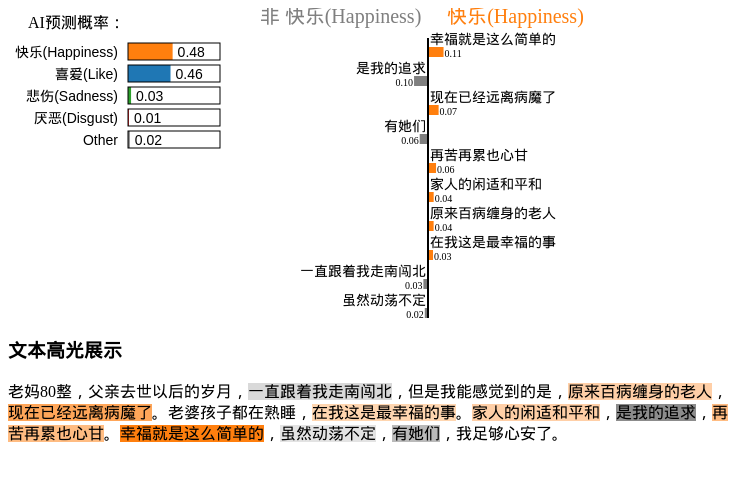 AI预测概率：
快乐(Happiness) 0.48
喜爱(Like) 0.46
悲伤(Sadness) 0.03
厌恶(Disgust) 0.01
Other 0.02
非 快乐(Happiness) 快乐(Happiness)
幸福就是这么简单的
0.11
是我的追求
0.10
现在已经远离病魔了
0.07
有她们
0.06
再苦再累也心甘
0.06
家人的闲适和平和
0.04
原来百病缠身的老人
0.04
在我这是最幸福的事
0.03
一直跟着我走南闯北
0.03
虽然动荡不定
0.02
文本高光展示
老妈80整，父亲去世以后的岁月，一直跟着我走南闯北，但是我能感觉到的是，原来百病缠身的老人，
现在已经远离病魔了。老婆孩子都在熟睡，在我这是最幸福的事。家人的闲适和平和，是我的追求，再
苦再累也心甘。幸福就是这么简单的，虽然动荡不定，有她们，我足够心安了。